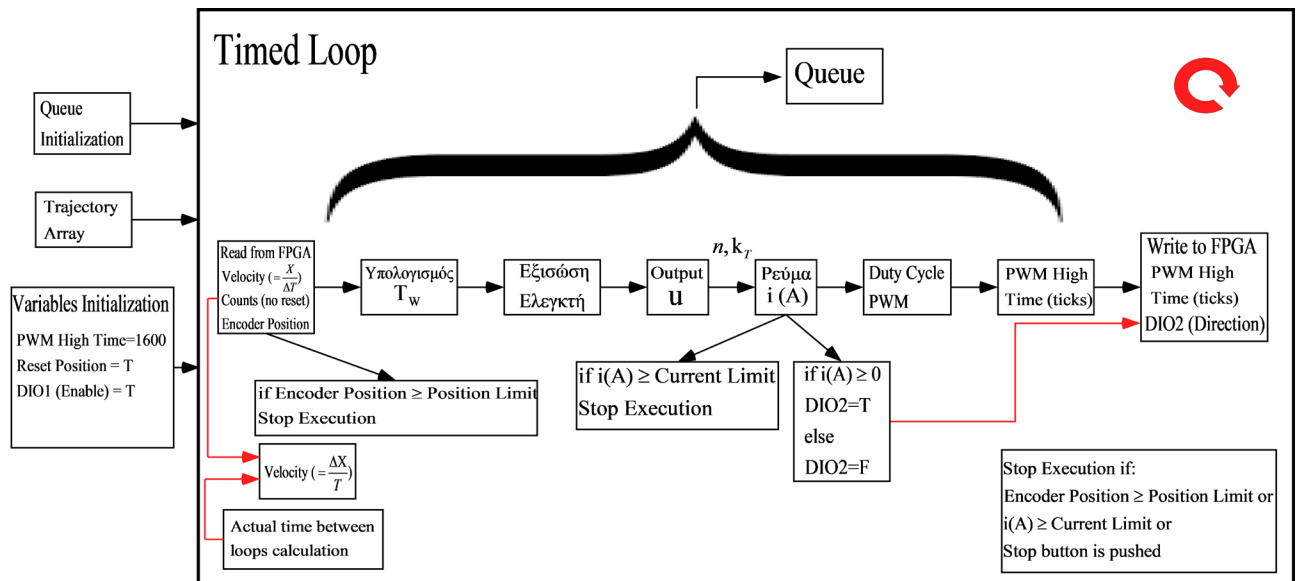 Timed Loop
Queue
Queue
Initialization
Trajectory
Array
Variables Initialization
PWM High Time=1600
Reset Position = T
DIO1 (Enable) = T
Read from FPGA
Velocity (= X/ΔT)
Counts (no reset)
Encoder Position
Υπολογισμός
T_W
Εξισώση
Ελεγκτή
Output
u
n, k_T
Ρεύμα
i (A)
Duty Cycle
PWM
PWM High
Time (ticks)
Write to FPGA
PWM High
Time (ticks)
DIO2 (Direction)
if Encoder Position ≥ Position Limit
Stop Execution
if i(A) ≥ Current Limit
Stop Execution
if i(A) ≥ 0
DIO2=T
else
DIO2=F
Velocity (= ΔX/T)
Actual time between
loops calculation
Stop Execution if:
Encoder Position ≥ Position Limit or
i(A) ≥ Current Limit or
Stop button is pushed